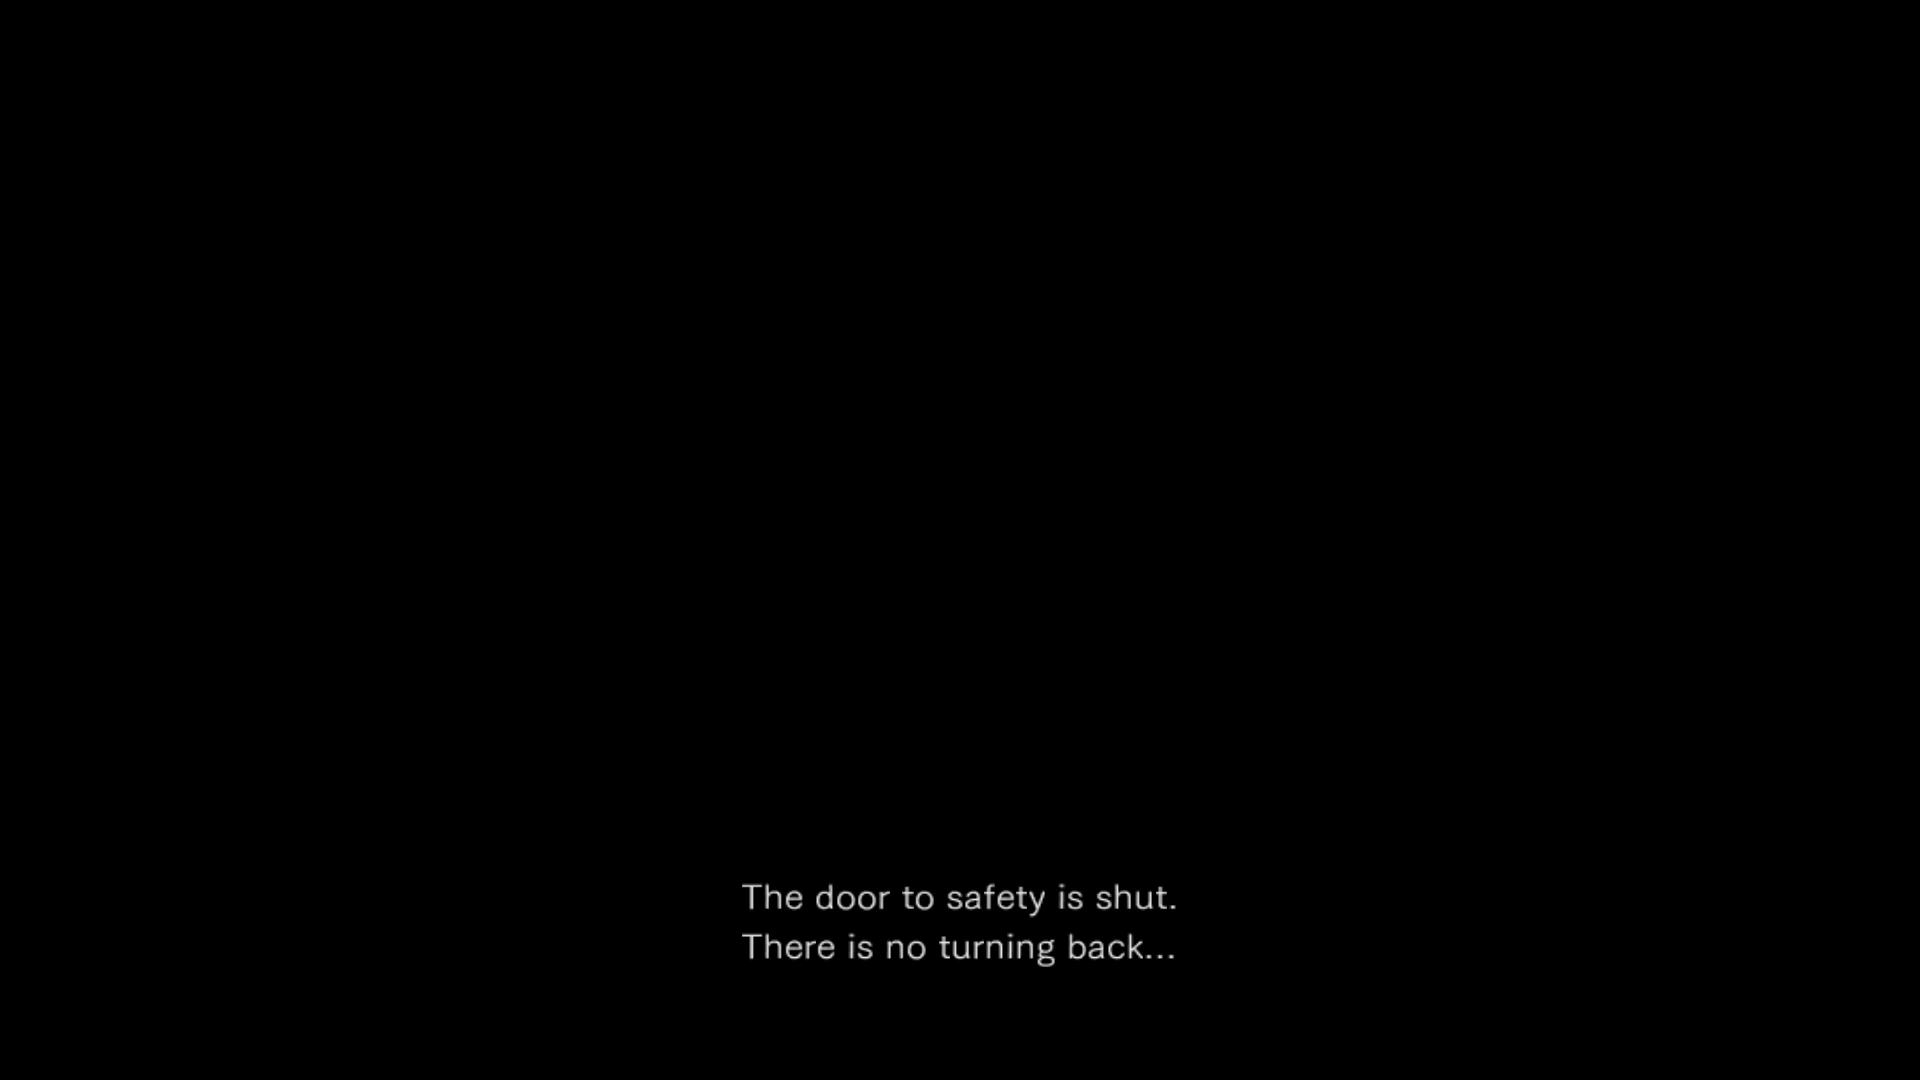 The door to safety is shut.
There is no turning back...